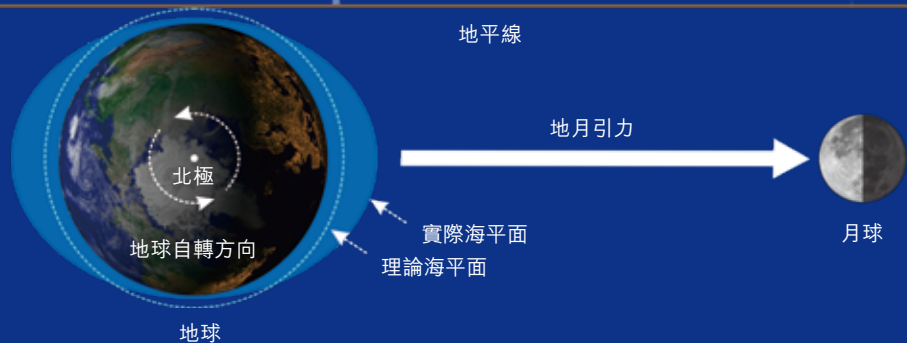 地平線
地月引力
北極
地球自轉方向
實際海平面
理論海平面
月球
地球